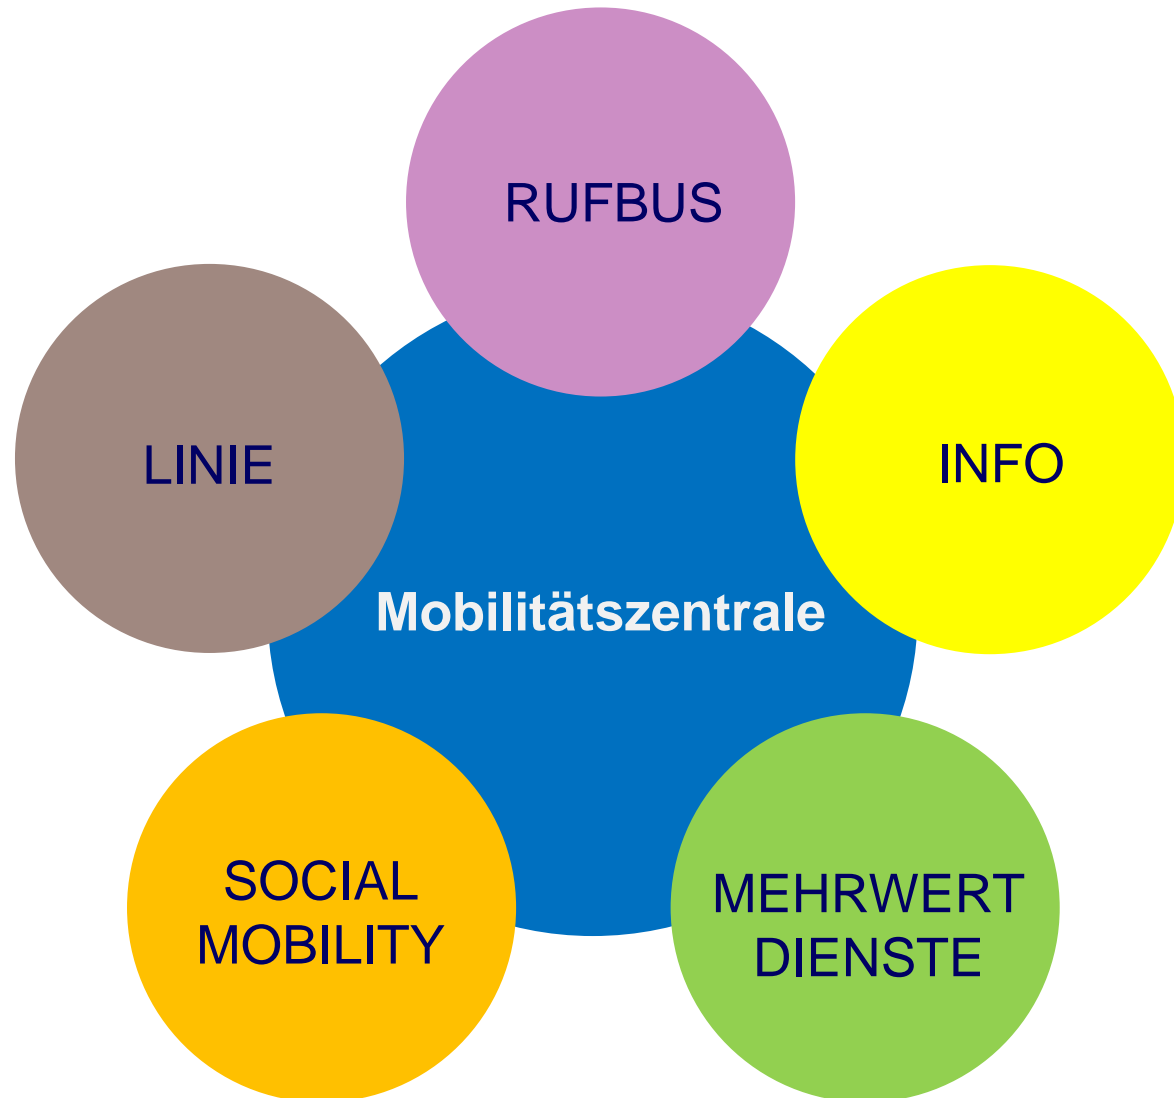 RUFBUS
LINIE
INFO
Mobilitätszentrale
SOCIAL
MOBILITY
MEHRWERT
DIENSTE